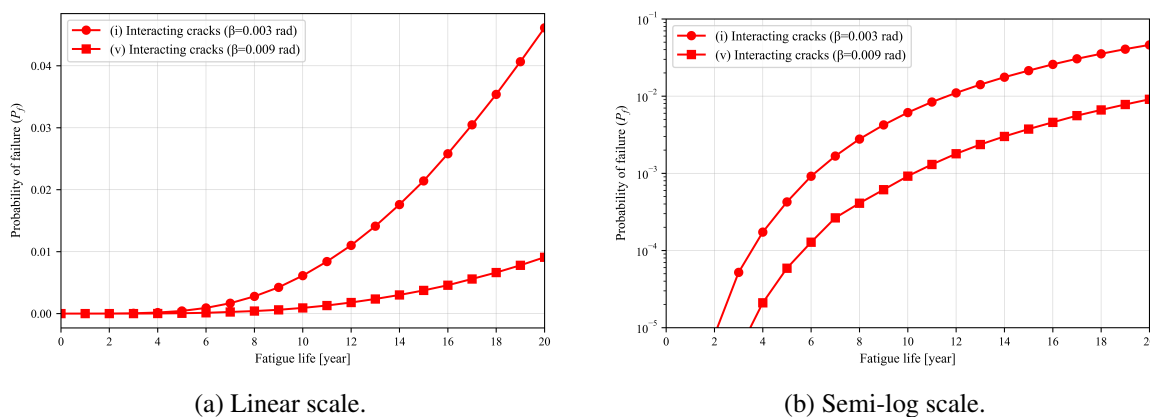 (i) Interacting cracks (β=0.003 rad)
(v) Interacting cracks (β=0.009 rad)
Probability of failure (P_f)
0.04
0.03
0.02
0.01
0.00
0 2 4 6 8 10 12 14 16 18 20
Fatigue life [year]
(a) Linear scale.
(i) Interacting cracks (β=0.003 rad)
(v) Interacting cracks (β=0.009 rad)
Probability of failure (P_f)
10⁻¹
10⁻²
10⁻³
10⁻⁴
10⁻⁵
0 2 4 6 8 10 12 14 16 18 20
Fatigue life [year]
(b) Semi-log scale.